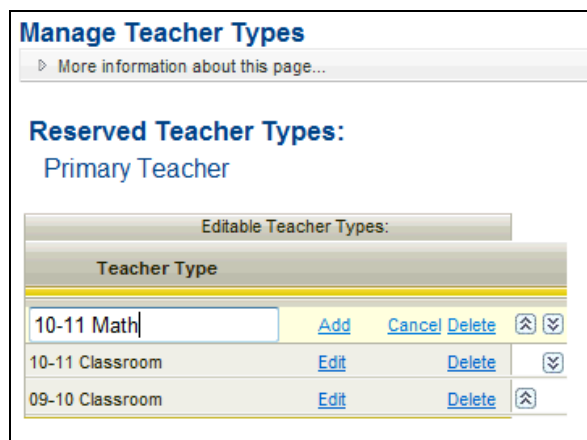 Manage Teacher Types
More information about this page...
Reserved Teacher Types:
Primary Teacher
Editable Teacher Types:
Teacher Type
10-11 Math Add Cancel Delete
10-11 Classroom Edit Delete
09-10 Classroom Edit Delete